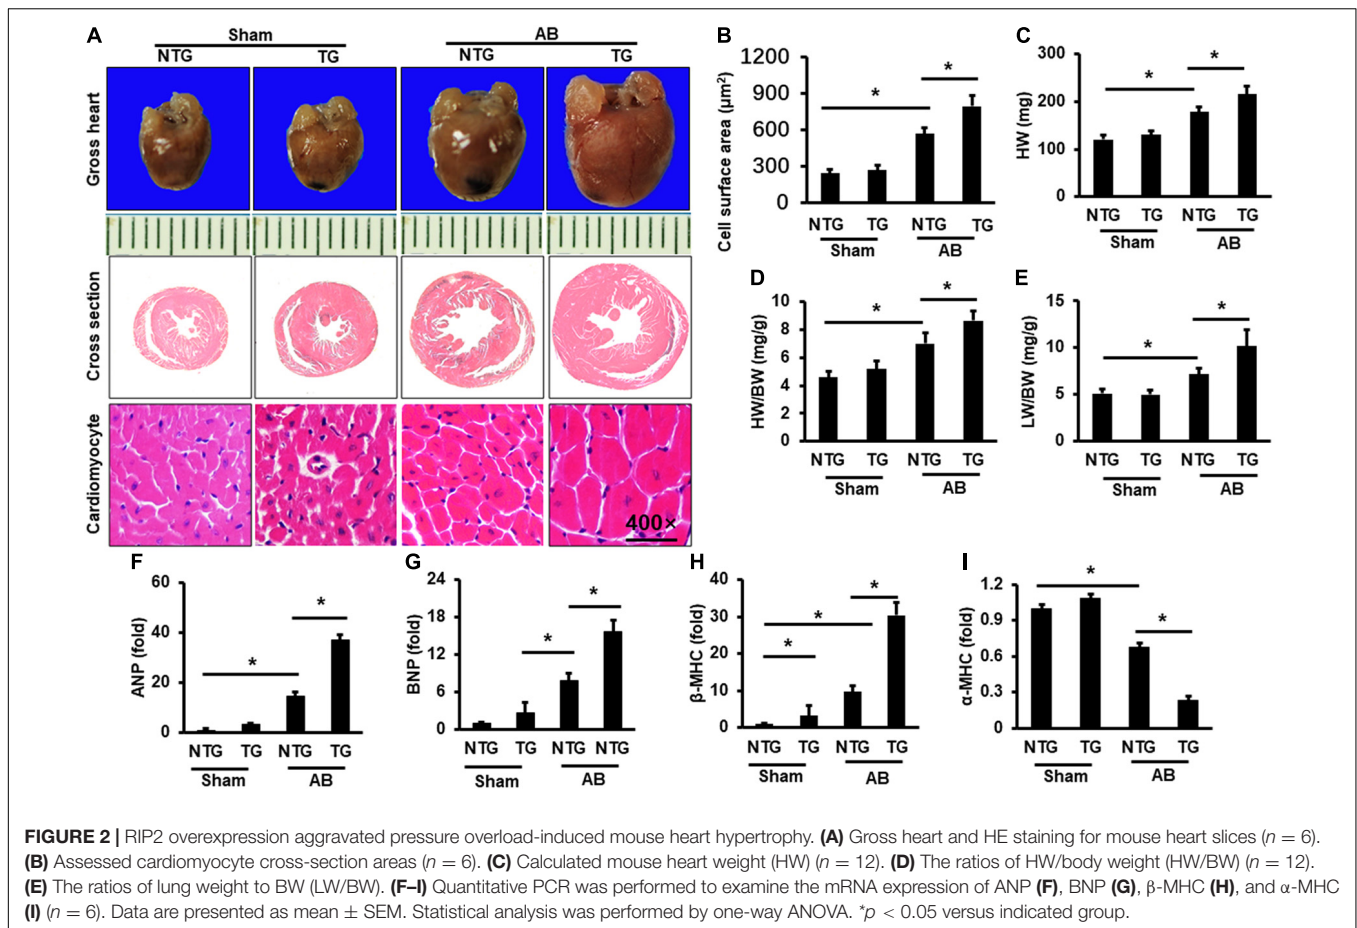 A
Sham
AB
NTG
TG
NTG
TG
Gross heart
Cross section
Cardiomyocyte
400×
B
Cell surface area (μm²)
1200
900
600
300
0
*
*
NTG TG NTG TG
Sham AB
C
HW (mg)
300
200
100
0
*
*
NTG TG NTG TG
Sham AB
D
HW/BW (mg/g)
10
8
6
4
2
0
*
*
NTG TG NTG TG
Sham AB
E
LW/BW (mg/g)
15
10
5
0
*
*
NTG TG NTG TG
Sham AB
F
ANP (fold)
60
40
20
0
*
*
NTG TG NTG TG
Sham AB
G
BNP (fold)
24
18
12
6
0
*
*
NTG TG NTG NTG
Sham AB
H
β-MHC (fold)
40
30
20
10
0
*
*
*
NTG TG NTG TG
Sham AB
I
α-MHC (fold)
1.2
0.9
0.6
0.3
0
*
*
NTG TG NTG TG
Sham AB
FIGURE 2 | RIP2 overexpression aggravated pressure overload-induced mouse heart hypertrophy. (A) Gross heart and HE staining for mouse heart slices (n = 6).
(B) Assessed cardiomyocyte cross-section areas (n = 6). (C) Calculated mouse heart weight (HW) (n = 12). (D) The ratios of HW/body weight (HW/BW) (n = 12).
(E) The ratios of lung weight to BW (LW/BW). (F–I) Quantitative PCR was performed to examine the mRNA expression of ANP (F), BNP (G), β-MHC (H), and α-MHC
(I) (n = 6). Data are presented as mean ± SEM. Statistical analysis was performed by one-way ANOVA. *p < 0.05 versus indicated group.